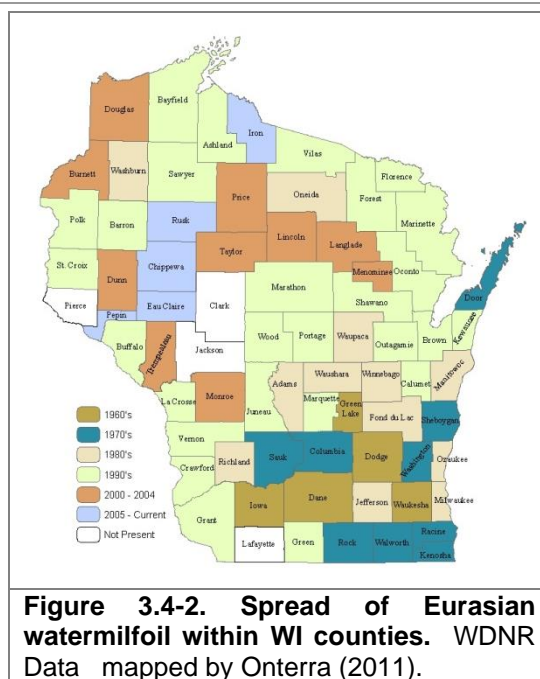 Douglas
Bayfield
Ashland
Iron
Vilas
Burnett
Washburn
Sawyer
Price
Oneida
Florence
Forest
Marinette
Polk
Barron
Rusk
Taylor
Lincoln
Langlade
Menominee
Oconto
Door
St. Croix
Dunn
Chippewa
Marathon
Shawano
Pierce
Pepin
Eau Claire
Clark
Kewaunee
Buffalo
Trempealeau
Jackson
Wood
Portage
Waupaca
Outagamie
Brown
La Crosse
Monroe
Juneau
Adams
Waushara
Winnebago
Calumet
Manitowoc
Marquette
Green
Lake
Fond du Lac
Sheboygan
Vernon
Crawford
Richland
Sauk
Columbia
Dodge
Washington
Ozaukee
Grant
Iowa
Dane
Jefferson
Waukesha
Milwaukee
Lafayette
Green
Rock
Walworth
Racine
Kenosha
1960's
1970's
1980's
1990's
2000 - 2004
2005 - Current
Not Present
Figure 3.4-2. Spread of Eurasian
watermilfoil within WI counties. WDNR
Data mapped by Onterra (2011).